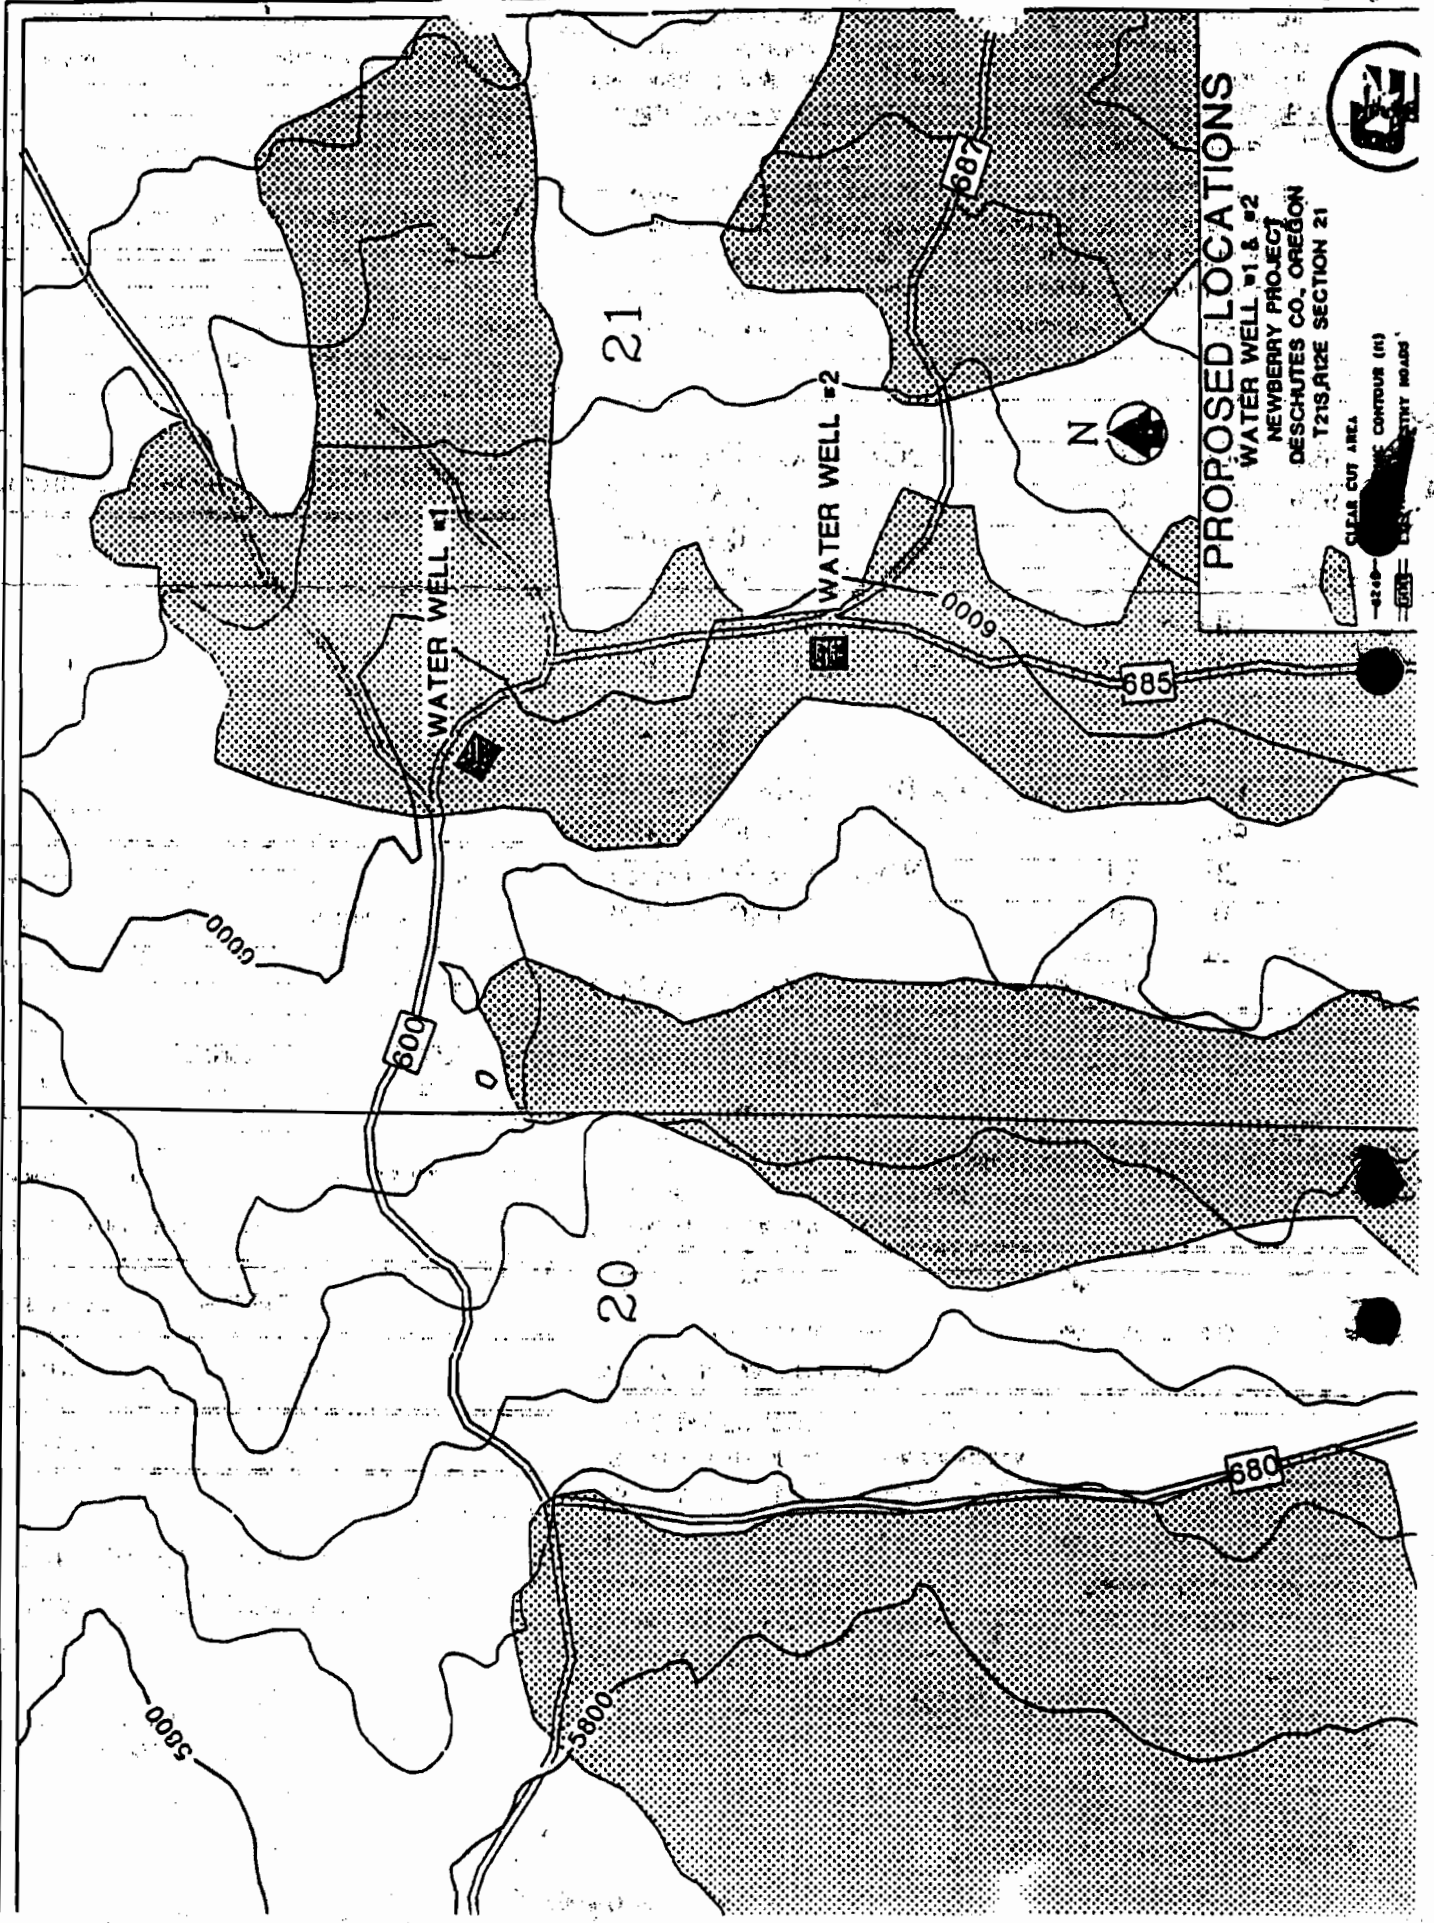 21
687
WATER WELL #1
WATER WELL #2
N
6000
685
6000
600
20
680
5800
5800
PROPOSED LOCATIONS
WATER WELL #1 & #2
NEWBERRY PROJECT
DESCHUTES CO., OREGON
T21S,R12E SECTION 21
CLEAR CUT AREA
CONTOUR (ft)
ROADS